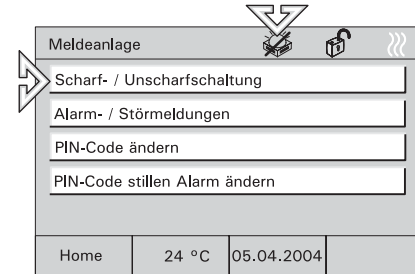 Meldeanlage
Scharf- / Unscharfschaltung
Alarm- / Störmeldungen
PIN-Code ändern
PIN-Code stillen Alarm ändern
Home 24 °C 05.04.2004